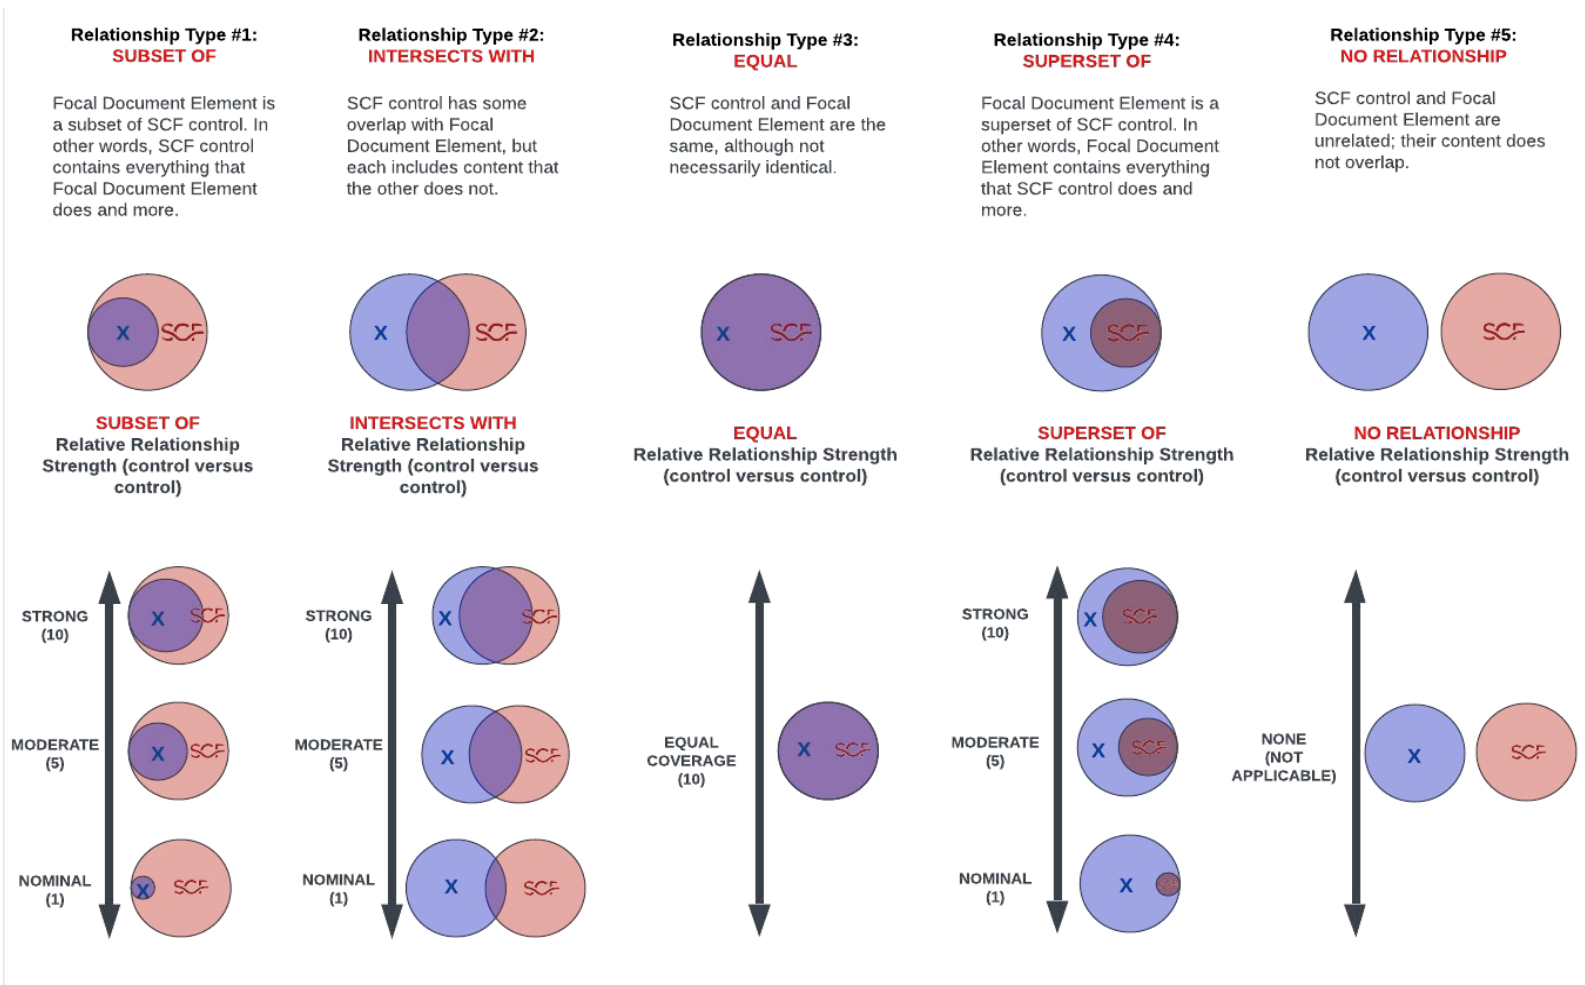 Relationship Type #1:
SUBSET OF
Focal Document Element is
a subset of SCF control. In
other words, SCF control
contains everything that
Focal Document Element
does and more.
X
SCF
SUBSET OF
Relative Relationship
Strength (control versus
control)
STRONG
(10)
X
SCF
MODERATE
(5)
X
SCF
NOMINAL
(1)
X
SCF
Relationship Type #2:
INTERSECTS WITH
SCF control has some
overlap with Focal
Document Element, but
each includes content that
the other does not.
X
SCF
INTERSECTS WITH
Relative Relationship
Strength (control versus
control)
STRONG
(10)
X
SCF
MODERATE
(5)
X
SCF
NOMINAL
(1)
X
SCF
Relationship Type #3:
EQUAL
SCF control and Focal
Document Element are the
same, although not
necessarily identical.
X
SCF
EQUAL
Relative Relationship Strength
(control versus control)
EQUAL
COVERAGE
(10)
X
SCF
Relationship Type #4:
SUPERSET OF
Focal Document Element is a
superset of SCF control. In
other words, Focal Document
Element contains everything
that SCF control does and
more.
X
SCF
SUPERSET OF
Relative Relationship Strength
(control versus control)
STRONG
(10)
X
SCF
MODERATE
(5)
X
SCF
NOMINAL
(1)
X
SCF
Relationship Type #5:
NO RELATIONSHIP
SCF control and Focal
Document Element are
unrelated; their content does
not overlap.
X
SCF
NO RELATIONSHIP
Relative Relationship Strength
(control versus control)
NONE
(NOT
APPLICABLE)
X
SCF